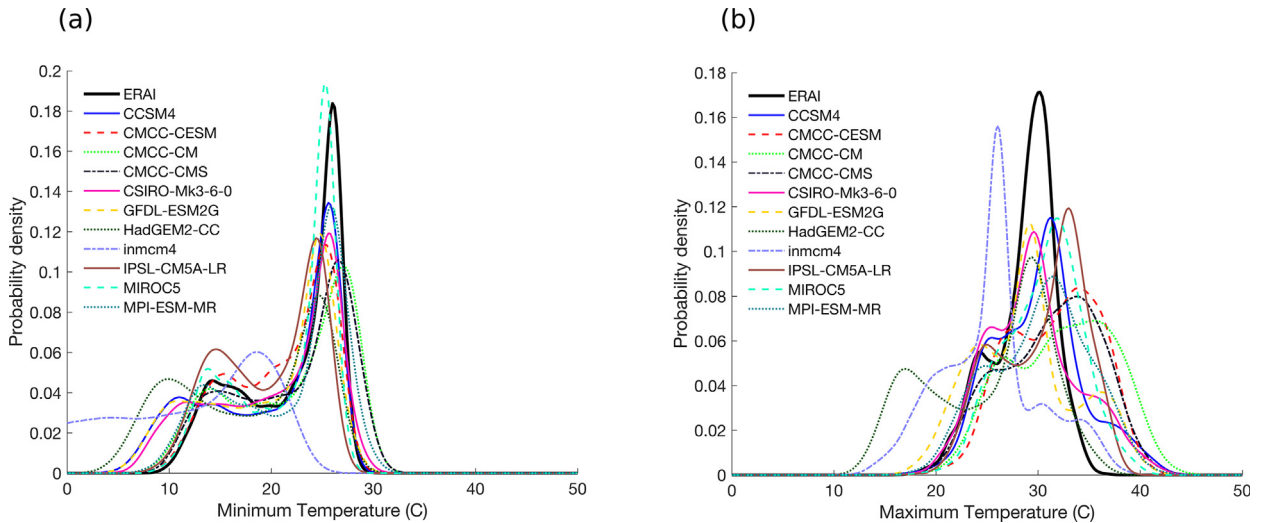 (a)
0.2
0.18
0.16
0.14
0.12
0.1
0.08
0.06
0.04
0.02
0
Probability density
ERAI
CCSM4
CMCC-CESM
CMCC-CM
CMCC-CMS
CSIRO-Mk3-6-0
GFDL-ESM2G
HadGEM2-CC
inmcm4
IPSL-CM5A-LR
MIROC5
MPI-ESM-MR
0 10 20 30 40 50
Minimum Temperature (C)
(b)
0.18
0.16
0.14
0.12
0.1
0.08
0.06
0.04
0.02
0
Probability density
ERAI
CCSM4
CMCC-CESM
CMCC-CM
CMCC-CMS
CSIRO-Mk3-6-0
GFDL-ESM2G
HadGEM2-CC
inmcm4
IPSL-CM5A-LR
MIROC5
MPI-ESM-MR
0 10 20 30 40 50
Maximum Temperature (C)